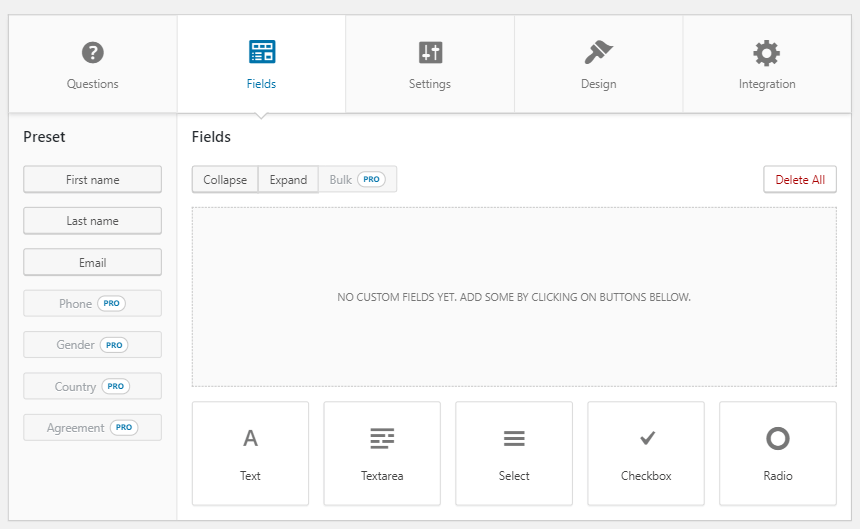 Questions
Fields
Settings
Design
Integration
Preset
First name
Last name
Email
Phone PRO
Gender PRO
Country PRO
Agreement PRO
Fields
Collapse Expand Bulk PRO Delete All
NO CUSTOM FIELDS YET. ADD SOME BY CLICKING ON BUTTONS BELLOW.
Text
Textarea
Select
Checkbox
Radio